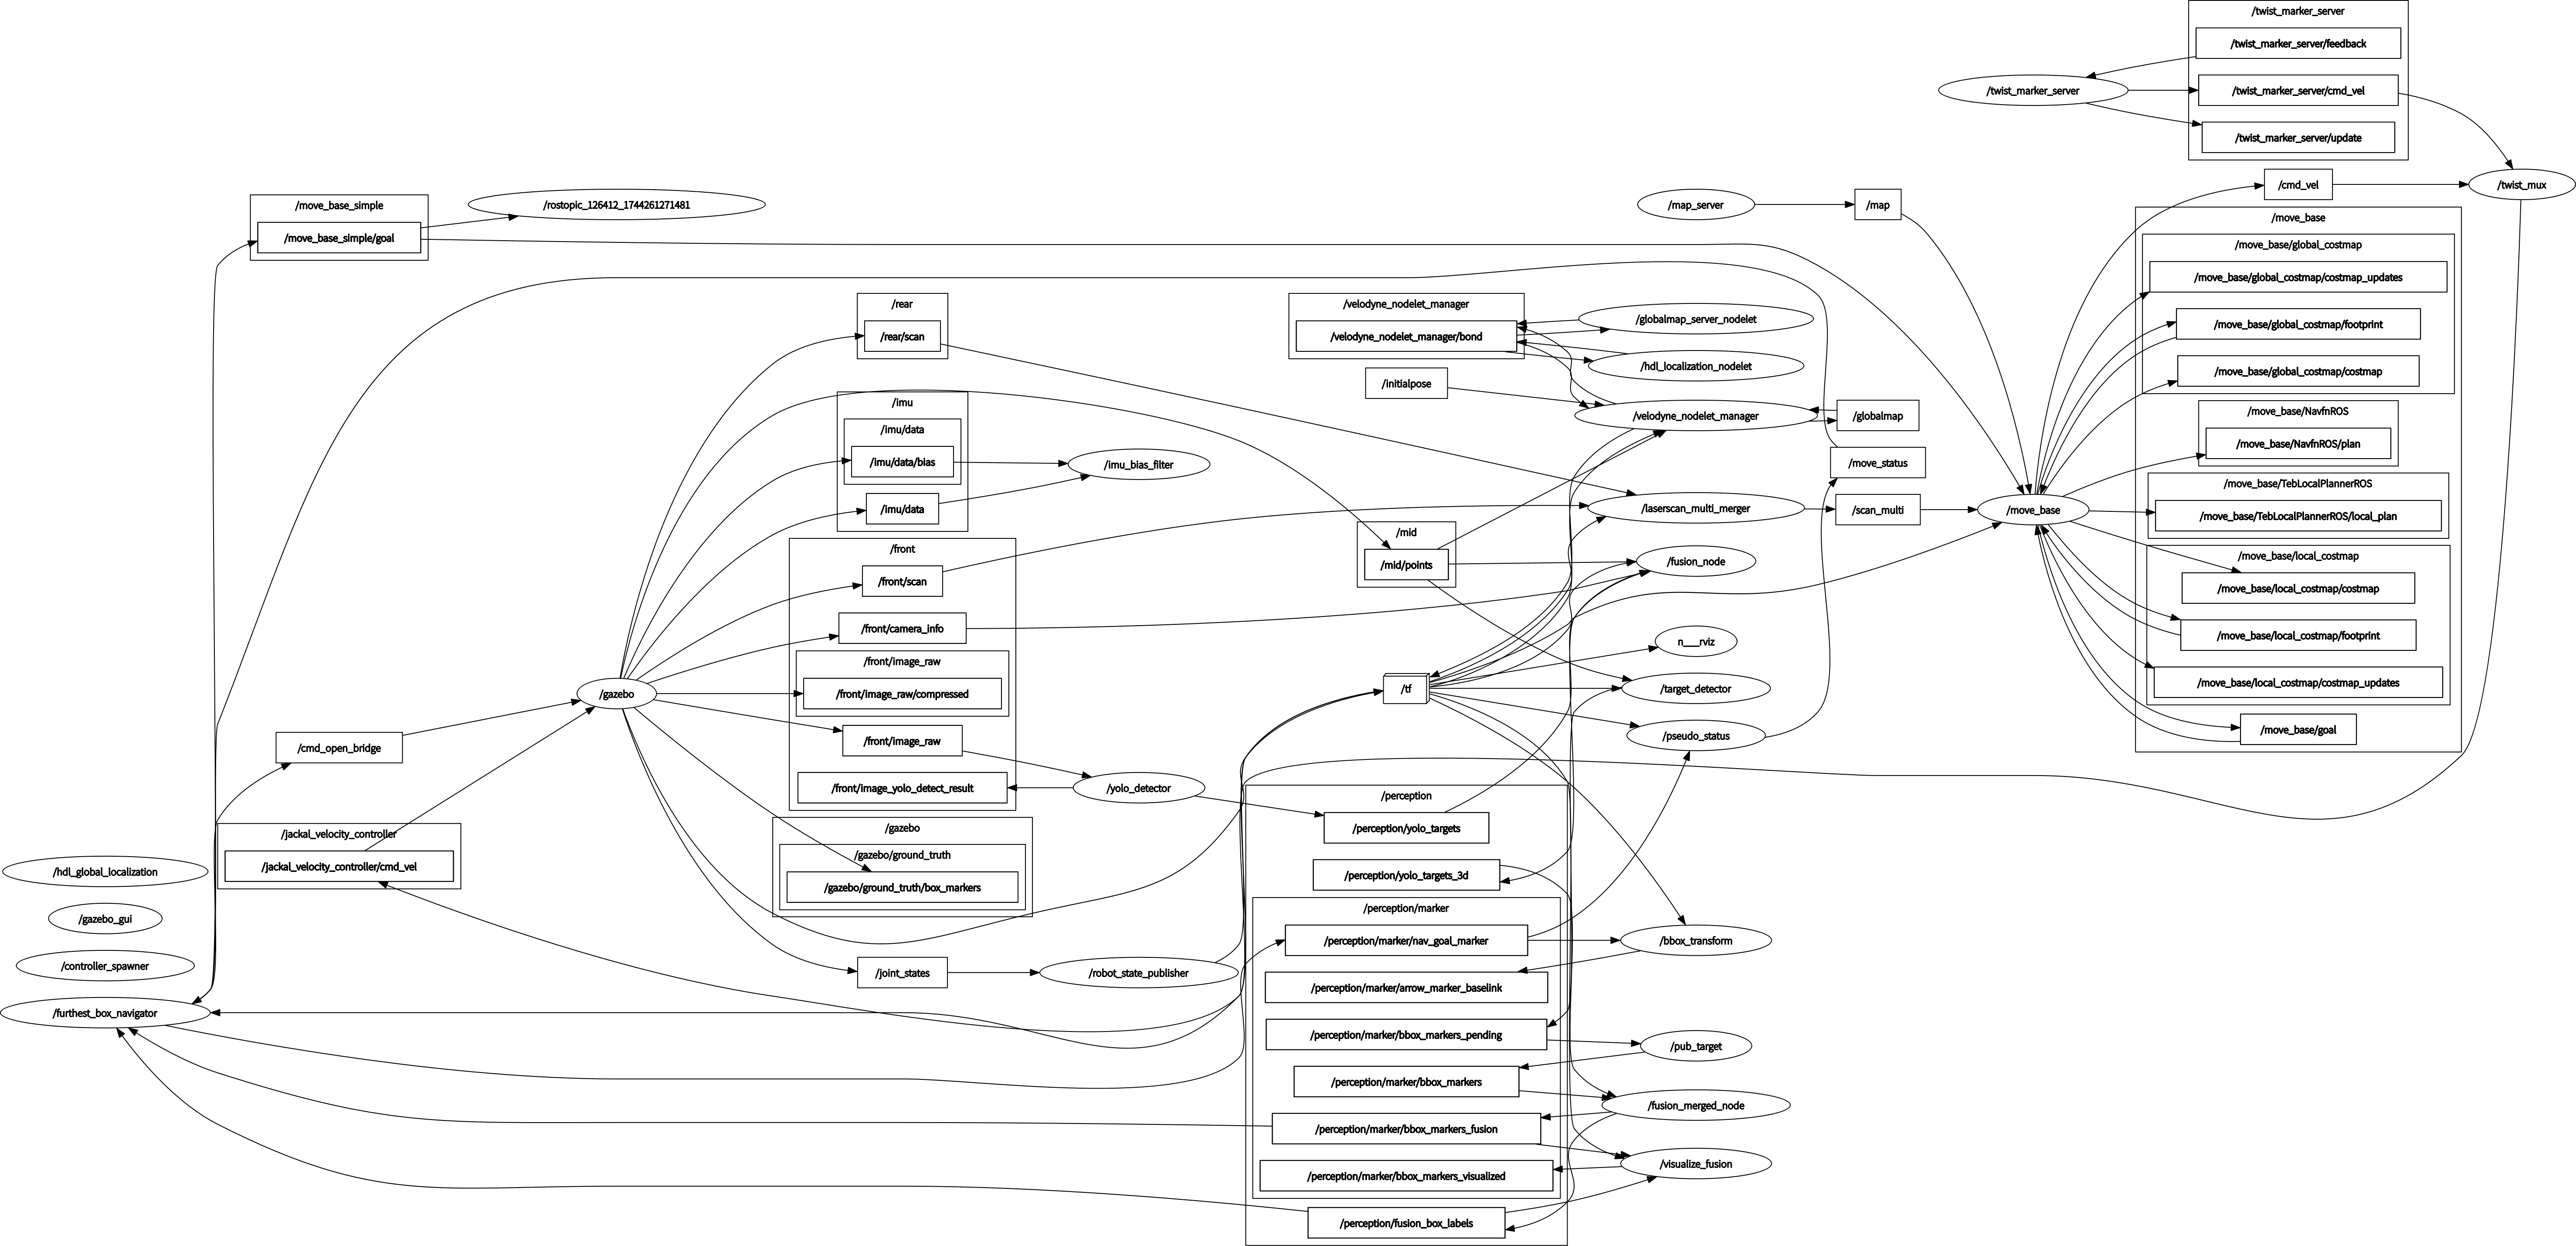 /twist_marker_server
/twist_marker_server/feedback
/twist_marker_server
/twist_marker_server/cmd_vel
/twist_marker_server/update
/move_base_simple
/move_base_simple/goal
/rostopic_126412_1744261271481
/map_server
/map
/cmd_vel
/twist_mux
/move_base
/move_base/global_costmap
/move_base/global_costmap/costmap_updates
/move_base/global_costmap/footprint
/move_base/global_costmap/costmap
/move_base/NavfnROS
/move_base/NavfnROS/plan
/move_base/TebLocalPlannerROS
/move_base/TebLocalPlannerROS/local_plan
/move_base/local_costmap
/move_base/local_costmap/costmap
/move_base/local_costmap/footprint
/move_base/local_costmap/costmap_updates
/move_base/goal
/move_base
/rear
/rear/scan
/imu
/imu/data
/imu/data/bias
/imu/data
/imu_bias_filter
/front
/front/scan
/front/camera_info
/front/image_raw
/front/image_raw/compressed
/front/image_raw
/front/image_yolo_detect_result
/yolo_detector
/gazebo
/gazebo
/gazebo/ground_truth
/gazebo/ground_truth/box_markers
/joint_states
/robot_state_publisher
/velodyne_nodelet_manager
/velodyne_nodelet_manager/bond
/globalmap_server_nodelet
/hdl_localization_nodelet
/initialpose
/velodyne_nodelet_manager
/globalmap
/move_status
/laserscan_multi_merger
/scan_multi
/mid
/mid/points
/fusion_node
n___rviz
/tf
/target_detector
/pseudo_status
/cmd_open_bridge
/jackal_velocity_controller
/jackal_velocity_controller/cmd_vel
/hdl_global_localization
/gazebo_gui
/controller_spawner
/furthest_box_navigator
/perception
/perception/yolo_targets
/perception/yolo_targets_3d
/perception/marker
/perception/marker/nav_goal_marker
/perception/marker/arrow_marker_baselink
/perception/marker/bbox_markers_pending
/perception/marker/bbox_markers
/perception/marker/bbox_markers_fusion
/perception/marker/bbox_markers_visualized
/perception/fusion_box_labels
/bbox_transform
/pub_target
/fusion_merged_node
/visualize_fusion